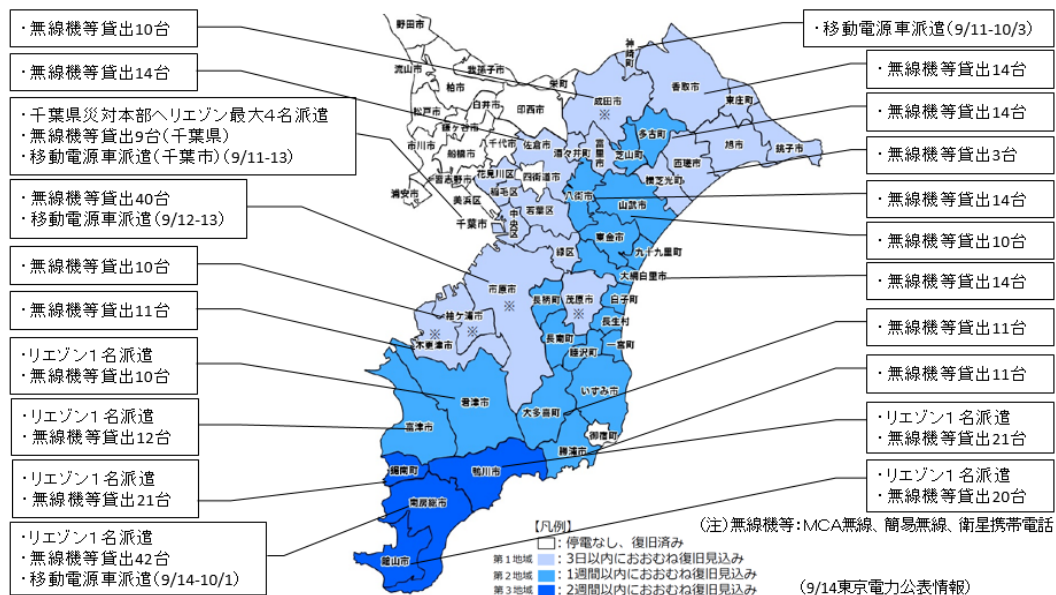 ・無線機等貸出10台
・無線機等貸出14台
・千葉県災対本部へリエゾン最大4名派遣
・無線機等貸出9台(千葉県)
・移動電源車派遣(千葉市)(9/11-13)
・無線機等貸出40台
・移動電源車派遣(9/12-13)
・無線機等貸出10台
・無線機等貸出11台
・リエゾン1名派遣
・無線機等貸出10台
・リエゾン1名派遣
・無線機等貸出12台
・リエゾン1名派遣
・無線機等貸出21台
・リエゾン1名派遣
・無線機等貸出42台
・移動電源車派遣(9/14-10/1)
野田市
流山市
柏市
我孫子市
栄町
神崎町
松戸市
白井市
印西市
成田市
※
香取市
東庄町
鎌ケ谷市
市川市
船橋市
八千代市
佐倉市
酒々井町
富里市
芝山町
多古町
匝瑳市
旭市
銚子市
横芝光町
浦安市
習志野市
花見川区
四街道市
八街市
山武市
美浜区
稲毛区
若葉区
中央区
千葉市
緑区
東金市
九十九里町
大網白里市
市原市
※
茂原市
※
長柄町
白子町
長生村
袖ケ浦市
※
※
木更津市
長南町
睦沢町
一宮町
君津市
大多喜町
いすみ市
富津市
御宿町
勝浦市
鋸南町
鴨川市
南房総市
館山市
・移動電源車派遣(9/11-10/3)
・無線機等貸出14台
・無線機等貸出14台
・無線機等貸出3台
・無線機等貸出14台
・無線機等貸出10台
・無線機等貸出14台
・無線機等貸出11台
・無線機等貸出11台
・リエゾン1名派遣
・無線機等貸出21台
・リエゾン1名派遣
・無線機等貸出20台
(注)無線機等:MCA無線、簡易無線、衛星携帯電話
【凡例】
:停電なし、復旧済み
第1地域 :3日以内におおむね復旧見込み
第2地域 :1週間以内におおむね復旧見込み
第3地域 :2週間以内におおむね復旧見込み
(9/14東京電力公表情報)